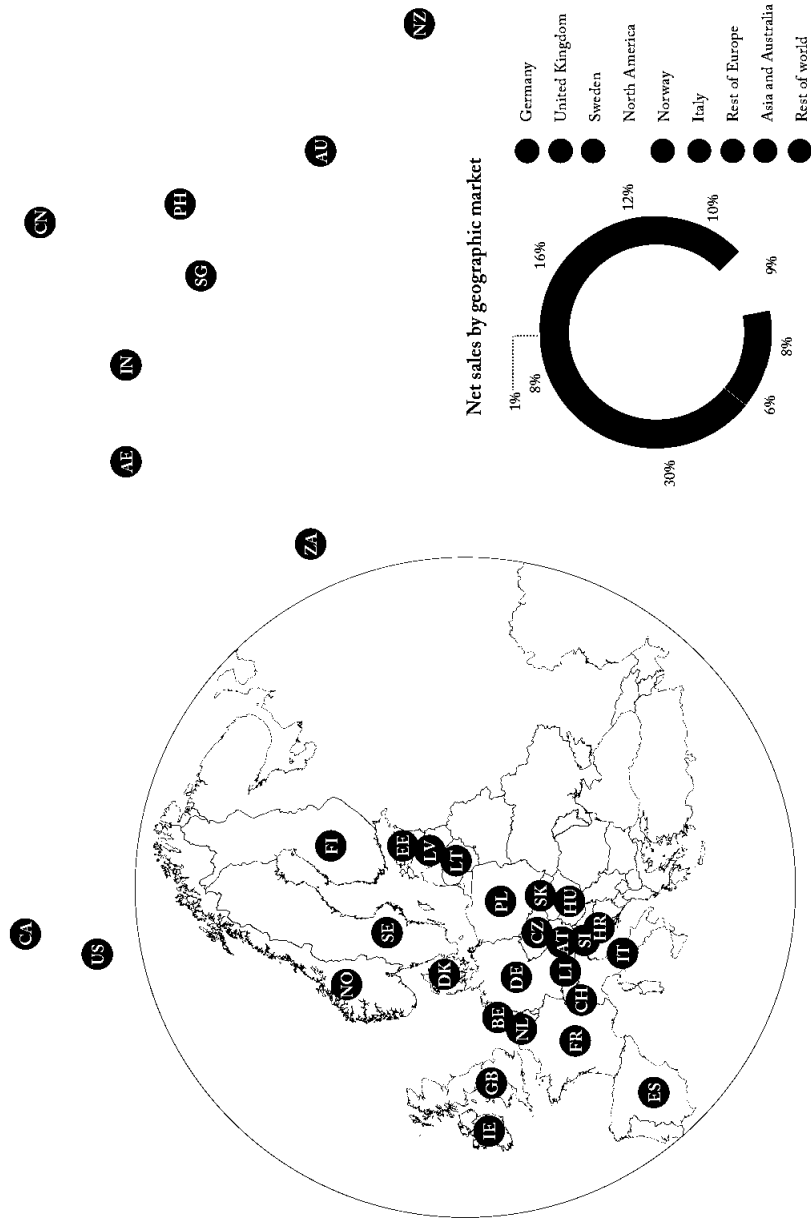 CA
US
CN
IN
AE
PH
SG
ZA
AU
NZ
FI
NO
SE
EE
LV
LT
DK
IE
GB
BE
NL
PL
DE
CZ
SK
AT
LI
HU
FR
CH
SI
HR
IT
ES
Net sales by geographic market
1%
8%
16%
12%
10%
9%
8%
6%
30%
Germany
United Kingdom
Sweden
North America
Norway
Italy
Rest of Europe
Asia and Australia
Rest of world